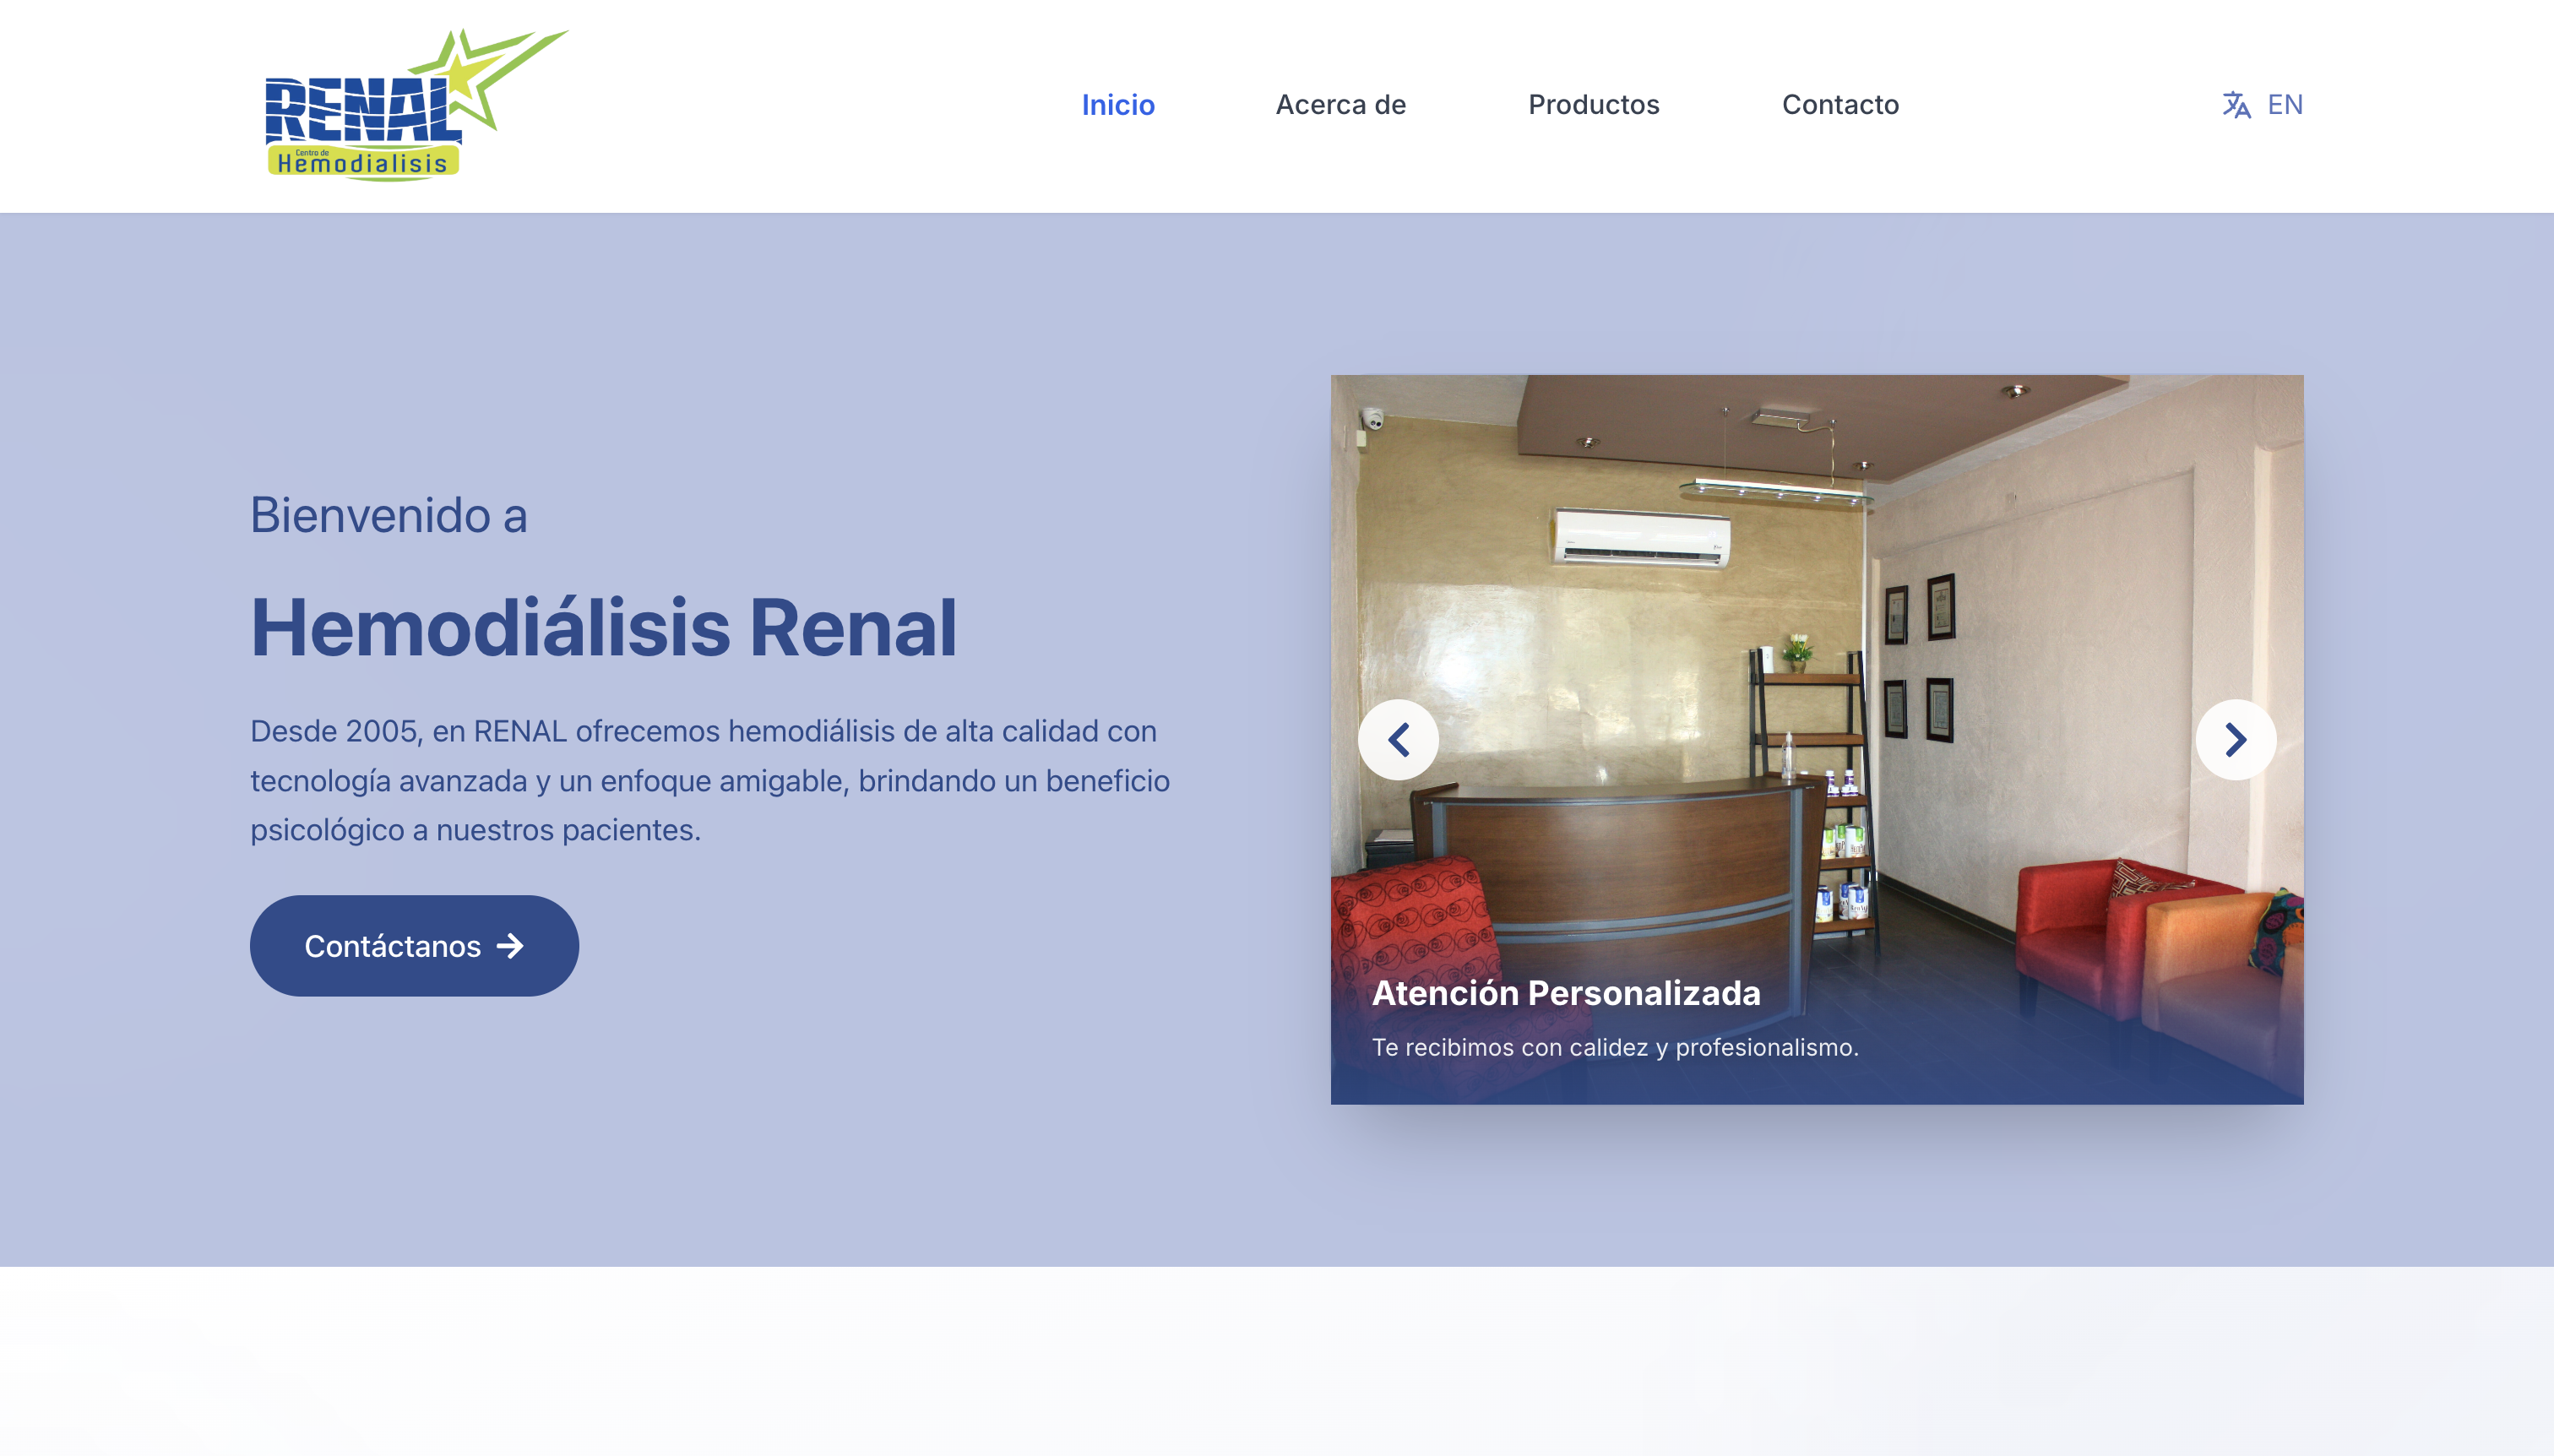 RENAL
Centro de
Hemodialisis
Inicio
Acerca de
Productos
Contacto
EN
Bienvenido a
Hemodiálisis Renal
Desde 2005, en RENAL ofrecemos hemodiálisis de alta calidad con
tecnología avanzada y un enfoque amigable, brindando un beneficio
psicológico a nuestros pacientes.
Contáctanos
Atención Personalizada
Te recibimos con calidez y profesionalismo.